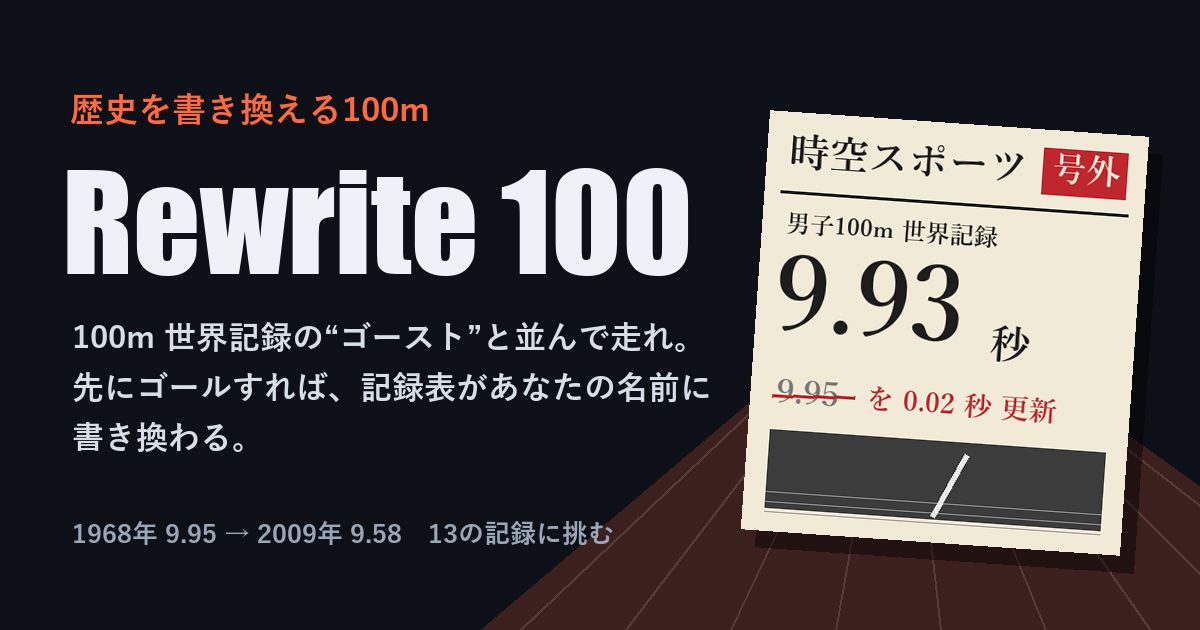 歴史を書き換える100m
Rewrite 100
100m 世界記録の“ゴースト”と並んで走れ。
先にゴールすれば、記録表があなたの名前に
書き換わる。
1968年 9.95 → 2009年 9.58 13の記録に挑む
時空スポーツ 号外
男子100m 世界記録
9.93 秒
9.95 を 0.02 秒 更新